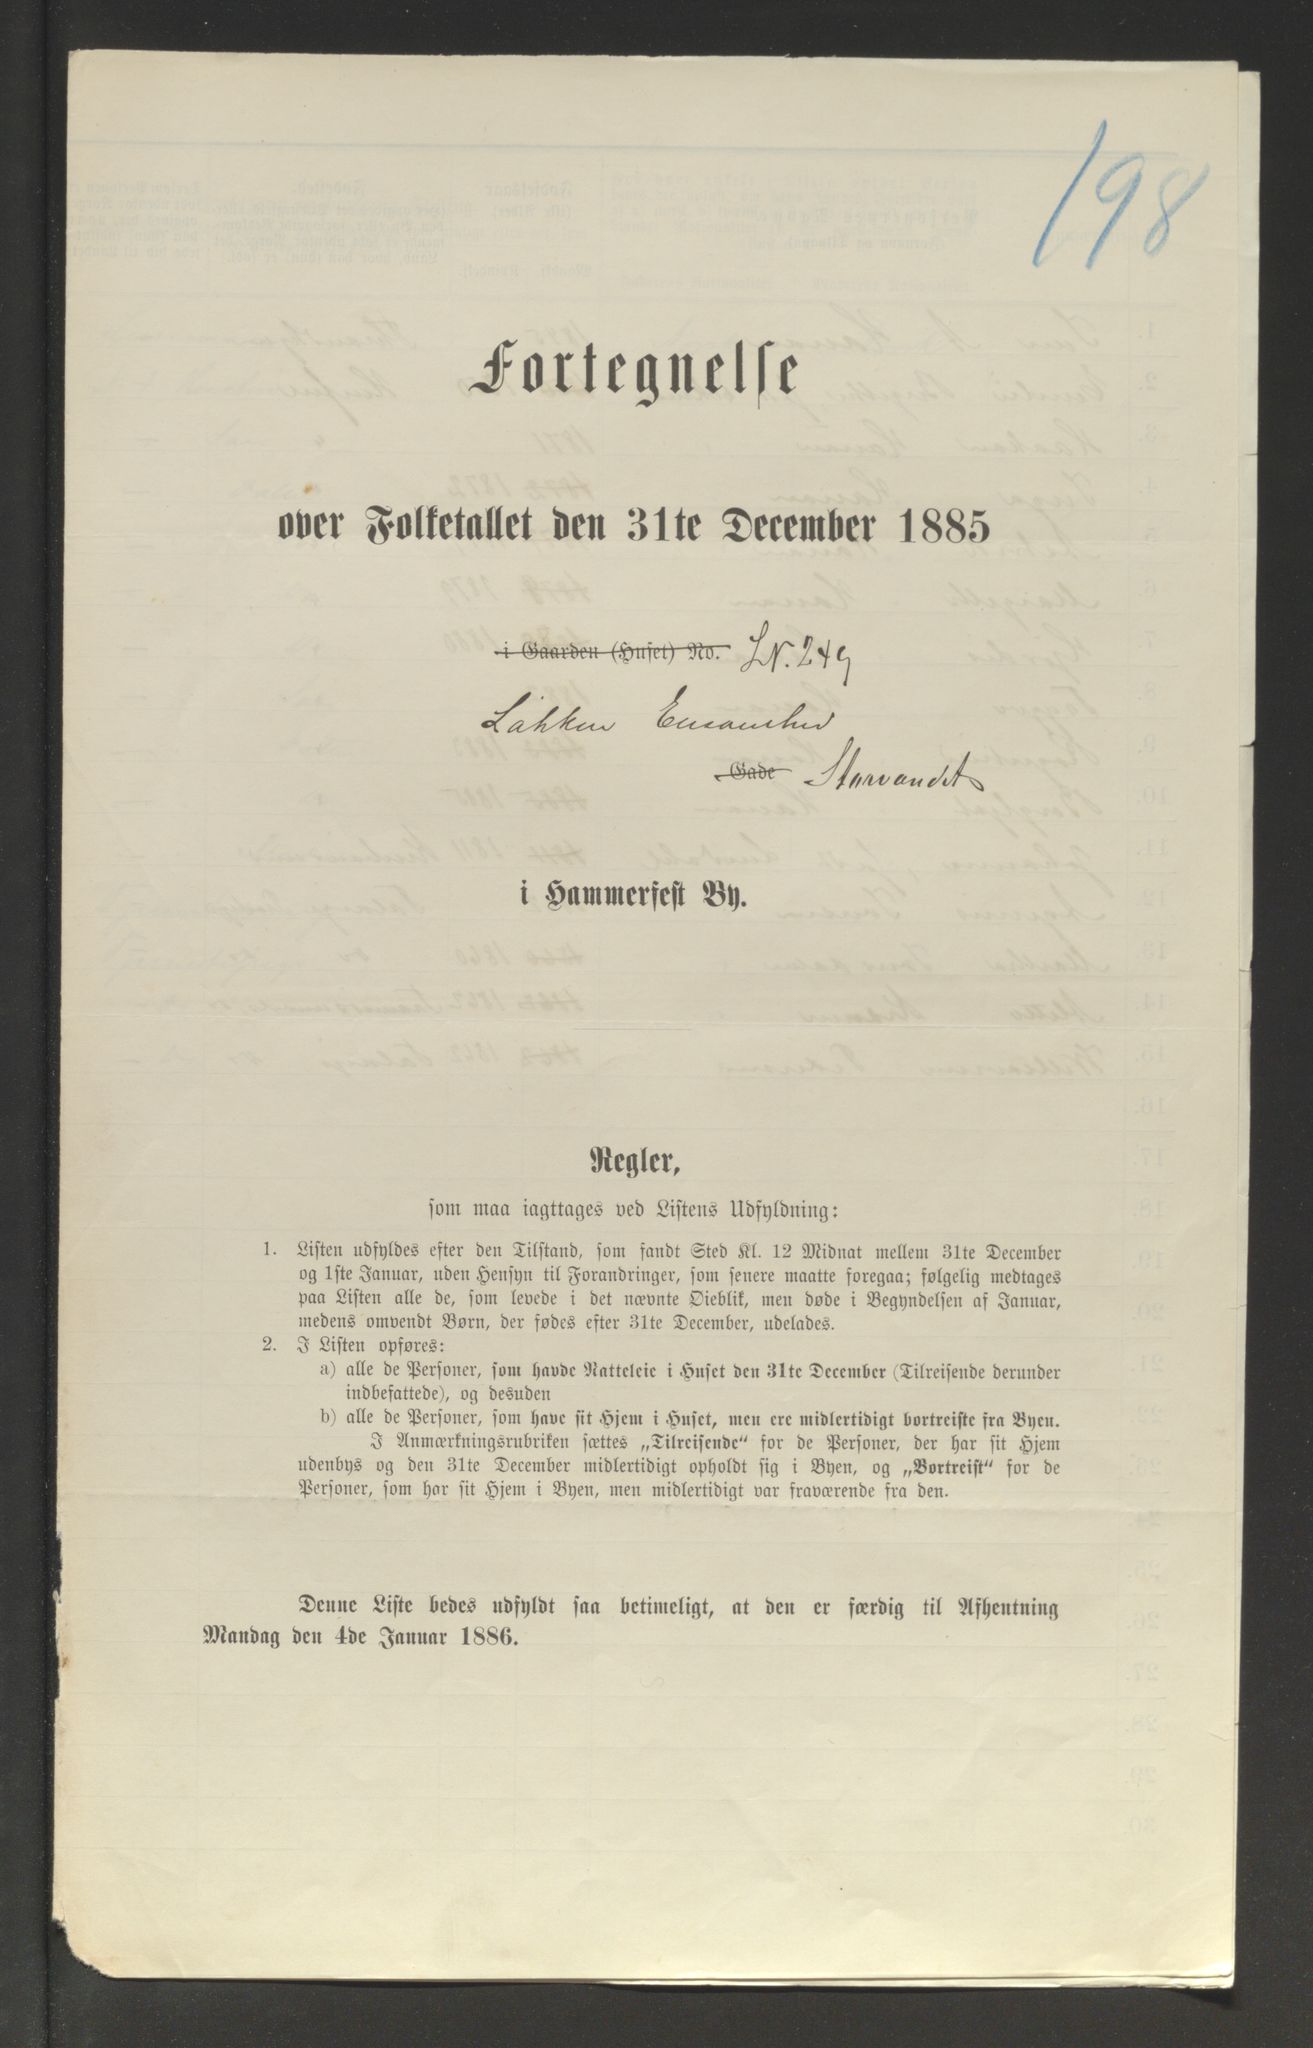 198
Fortegnelse
over Folketallet den 31te December 1885
i Gaarden (Huset) No. LN. 249
Løkken Ensomhed
Gade Storvandet
i Hammerfest By.
Regler,
som maa iagttages ved Listens Udfyldning:
1. Listen udfyldes efter den Tilstand, som fandt Sted Kl. 12 Midnat mellem 31te December
og 1ste Januar, uden Hensyn til Forandringer, som senere maatte foregaa; følgelig medtages
paa Listen alle de, som levede i det nævnte Øieblik, men døde i Begyndelsen af Januar,
medens omvendt Børn, der fødes efter 31te December, udelades.
2. I Listen opføres:
a) alle de Personer, som havde Natteleie i Huset den 31te December (Tilreisende derunder
indbefattede), og desuden
b) alle de Personer, som have sit Hjem i Huset, men ere midlertidigt bortreiste fra Byen.
I Anmærkningsrubriken sættes „Tilreisende“ for de Personer, der har sit Hjem
udenbys og den 31te December midlertidigt opholdt sig i Byen, og „Bortreist“ for de
Personer, som har sit Hjem i Byen, men midlertidigt var fraværende fra den.
Denne Liste bedes udfyldt saa betimeligt, at den er færdig til Afhentning
Mandag den 4de Januar 1886.